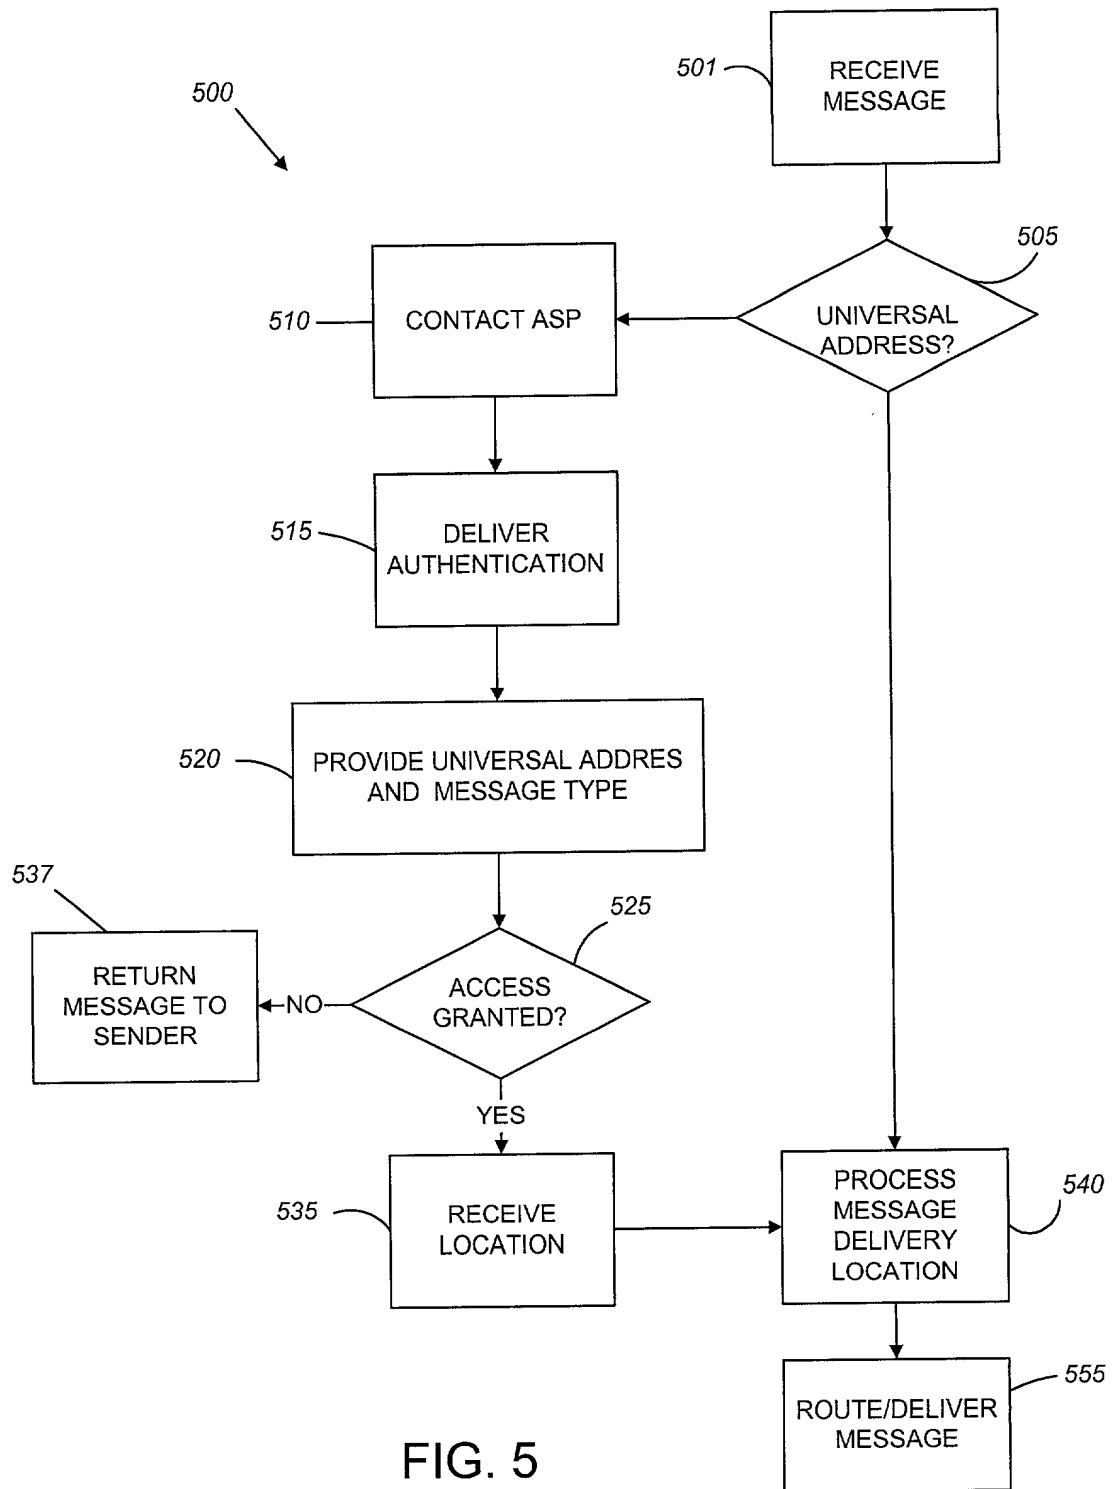 501
RECEIVE
MESSAGE
500
505
UNIVERSAL
ADDRESS?
510
CONTACT ASP
515
DELIVER
AUTHENTICATION
520
PROVIDE UNIVERSAL ADDRES
AND MESSAGE TYPE
537
525
RETURN
MESSAGE TO
SENDER
NO
ACCESS
GRANTED?
YES
535
RECEIVE
LOCATION
PROCESS
MESSAGE
DELIVERY
LOCATION
540
555
ROUTE/DELIVER
MESSAGE
FIG. 5